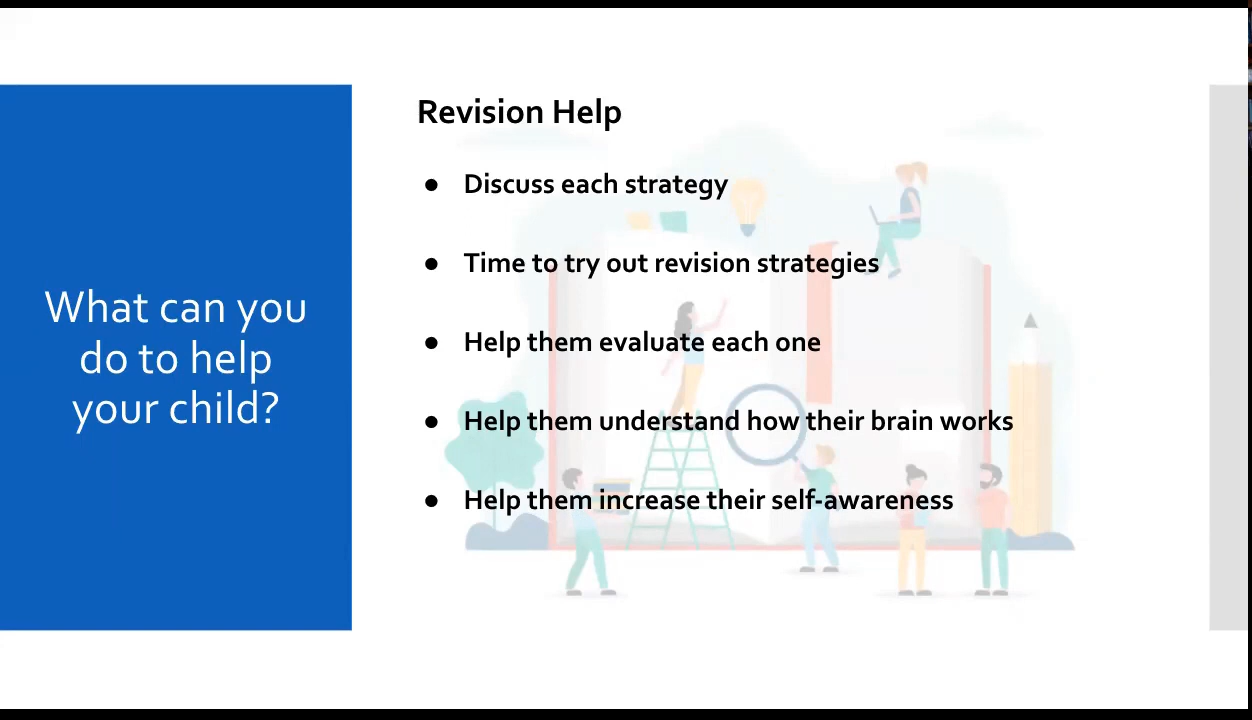 What can you
do to help
your child?
Revision Help
● Discuss each strategy
● Time to try out revision strategies
● Help them evaluate each one
● Help them understand how their brain works
● Help them increase their self-awareness